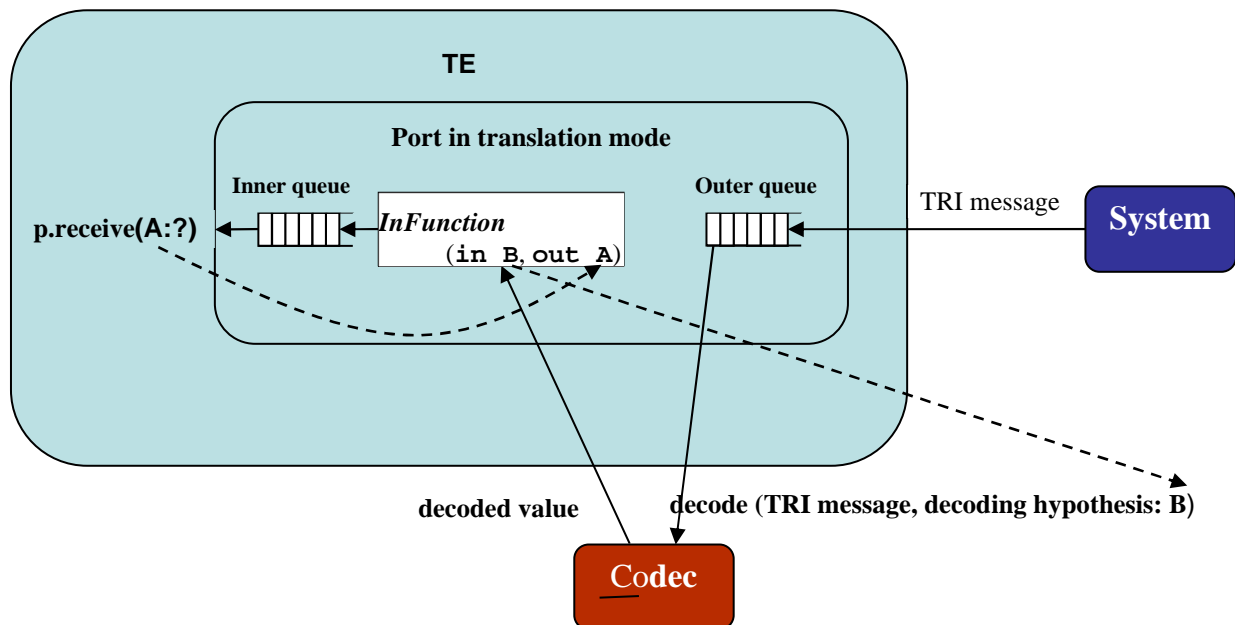 TE
Port in translation mode
Inner queue
Outer queue
TRI message
System
p.receive(A:?)
InFunction
(in B, out A)
decoded value
decode (TRI message, decoding hypothesis: B)
Codec